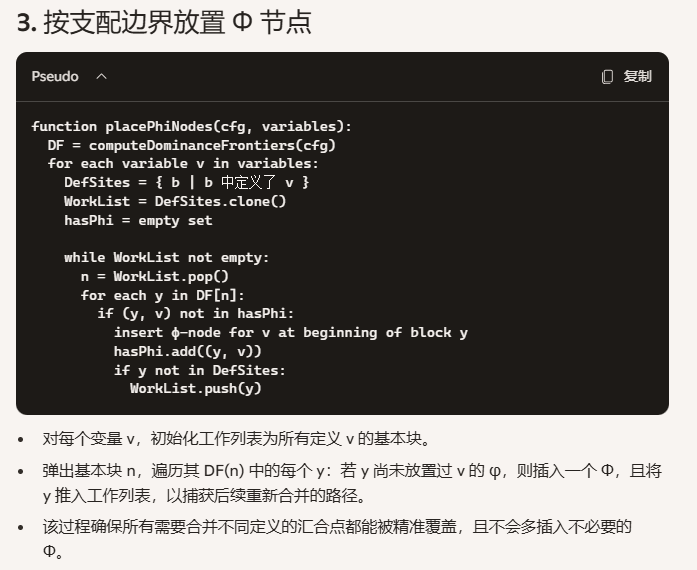 3. 按支配边界放置 Φ 节点
Pseudo 复制
function placePhiNodes(cfg, variables):
  DF = computeDominanceFrontiers(cfg)
  for each variable v in variables:
    DefSites = { b | b 中定义了 v }
    WorkList = DefSites.clone()
    hasPhi = empty set

    while WorkList not empty:
      n = WorkList.pop()
      for each y in DF[n]:
        if (y, v) not in hasPhi:
          insert φ-node for v at beginning of block y
          hasPhi.add((y, v))
          if y not in DefSites:
            WorkList.push(y)
• 对每个变量 v，初始化工作列表为所有定义 v 的基本块。
• 弹出基本块 n，遍历其 DF(n) 中的每个 y：若 y 尚未放置过 v 的 φ，则插入一个 Φ，且将
y 推入工作列表，以捕获后续重新合并的路径。
• 该过程确保所有需要合并不同定义的汇合点都能被精准覆盖，且不会多插入不必要的
Φ。